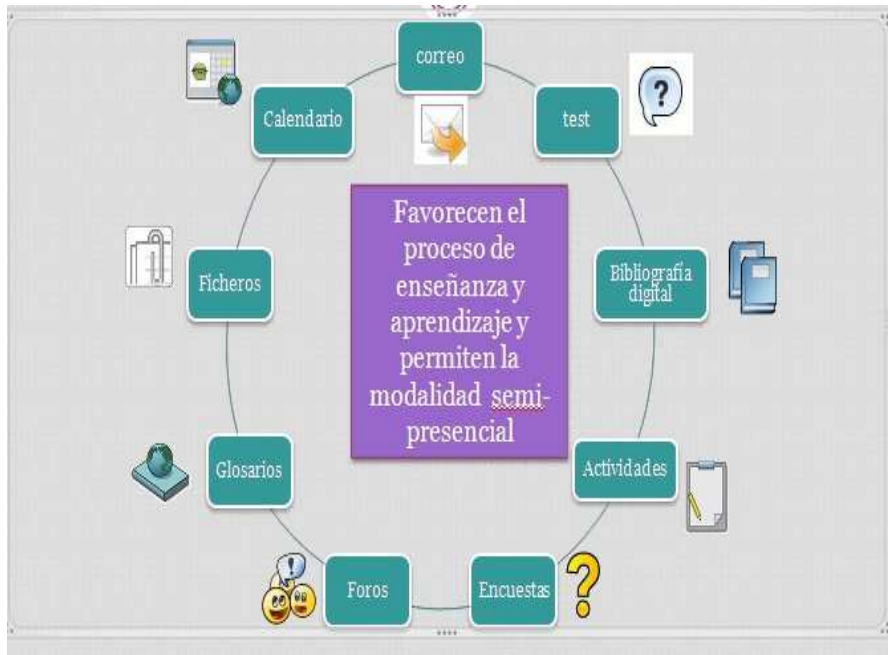 correo
test
Bibliografia
digital
Actividades
Encuestas
Foros
Glosarios
Ficheros
Calendario
Favorecen el
proceso de
enseñanza y
aprendizaje y
permiten la
modalidad semi-
presencial